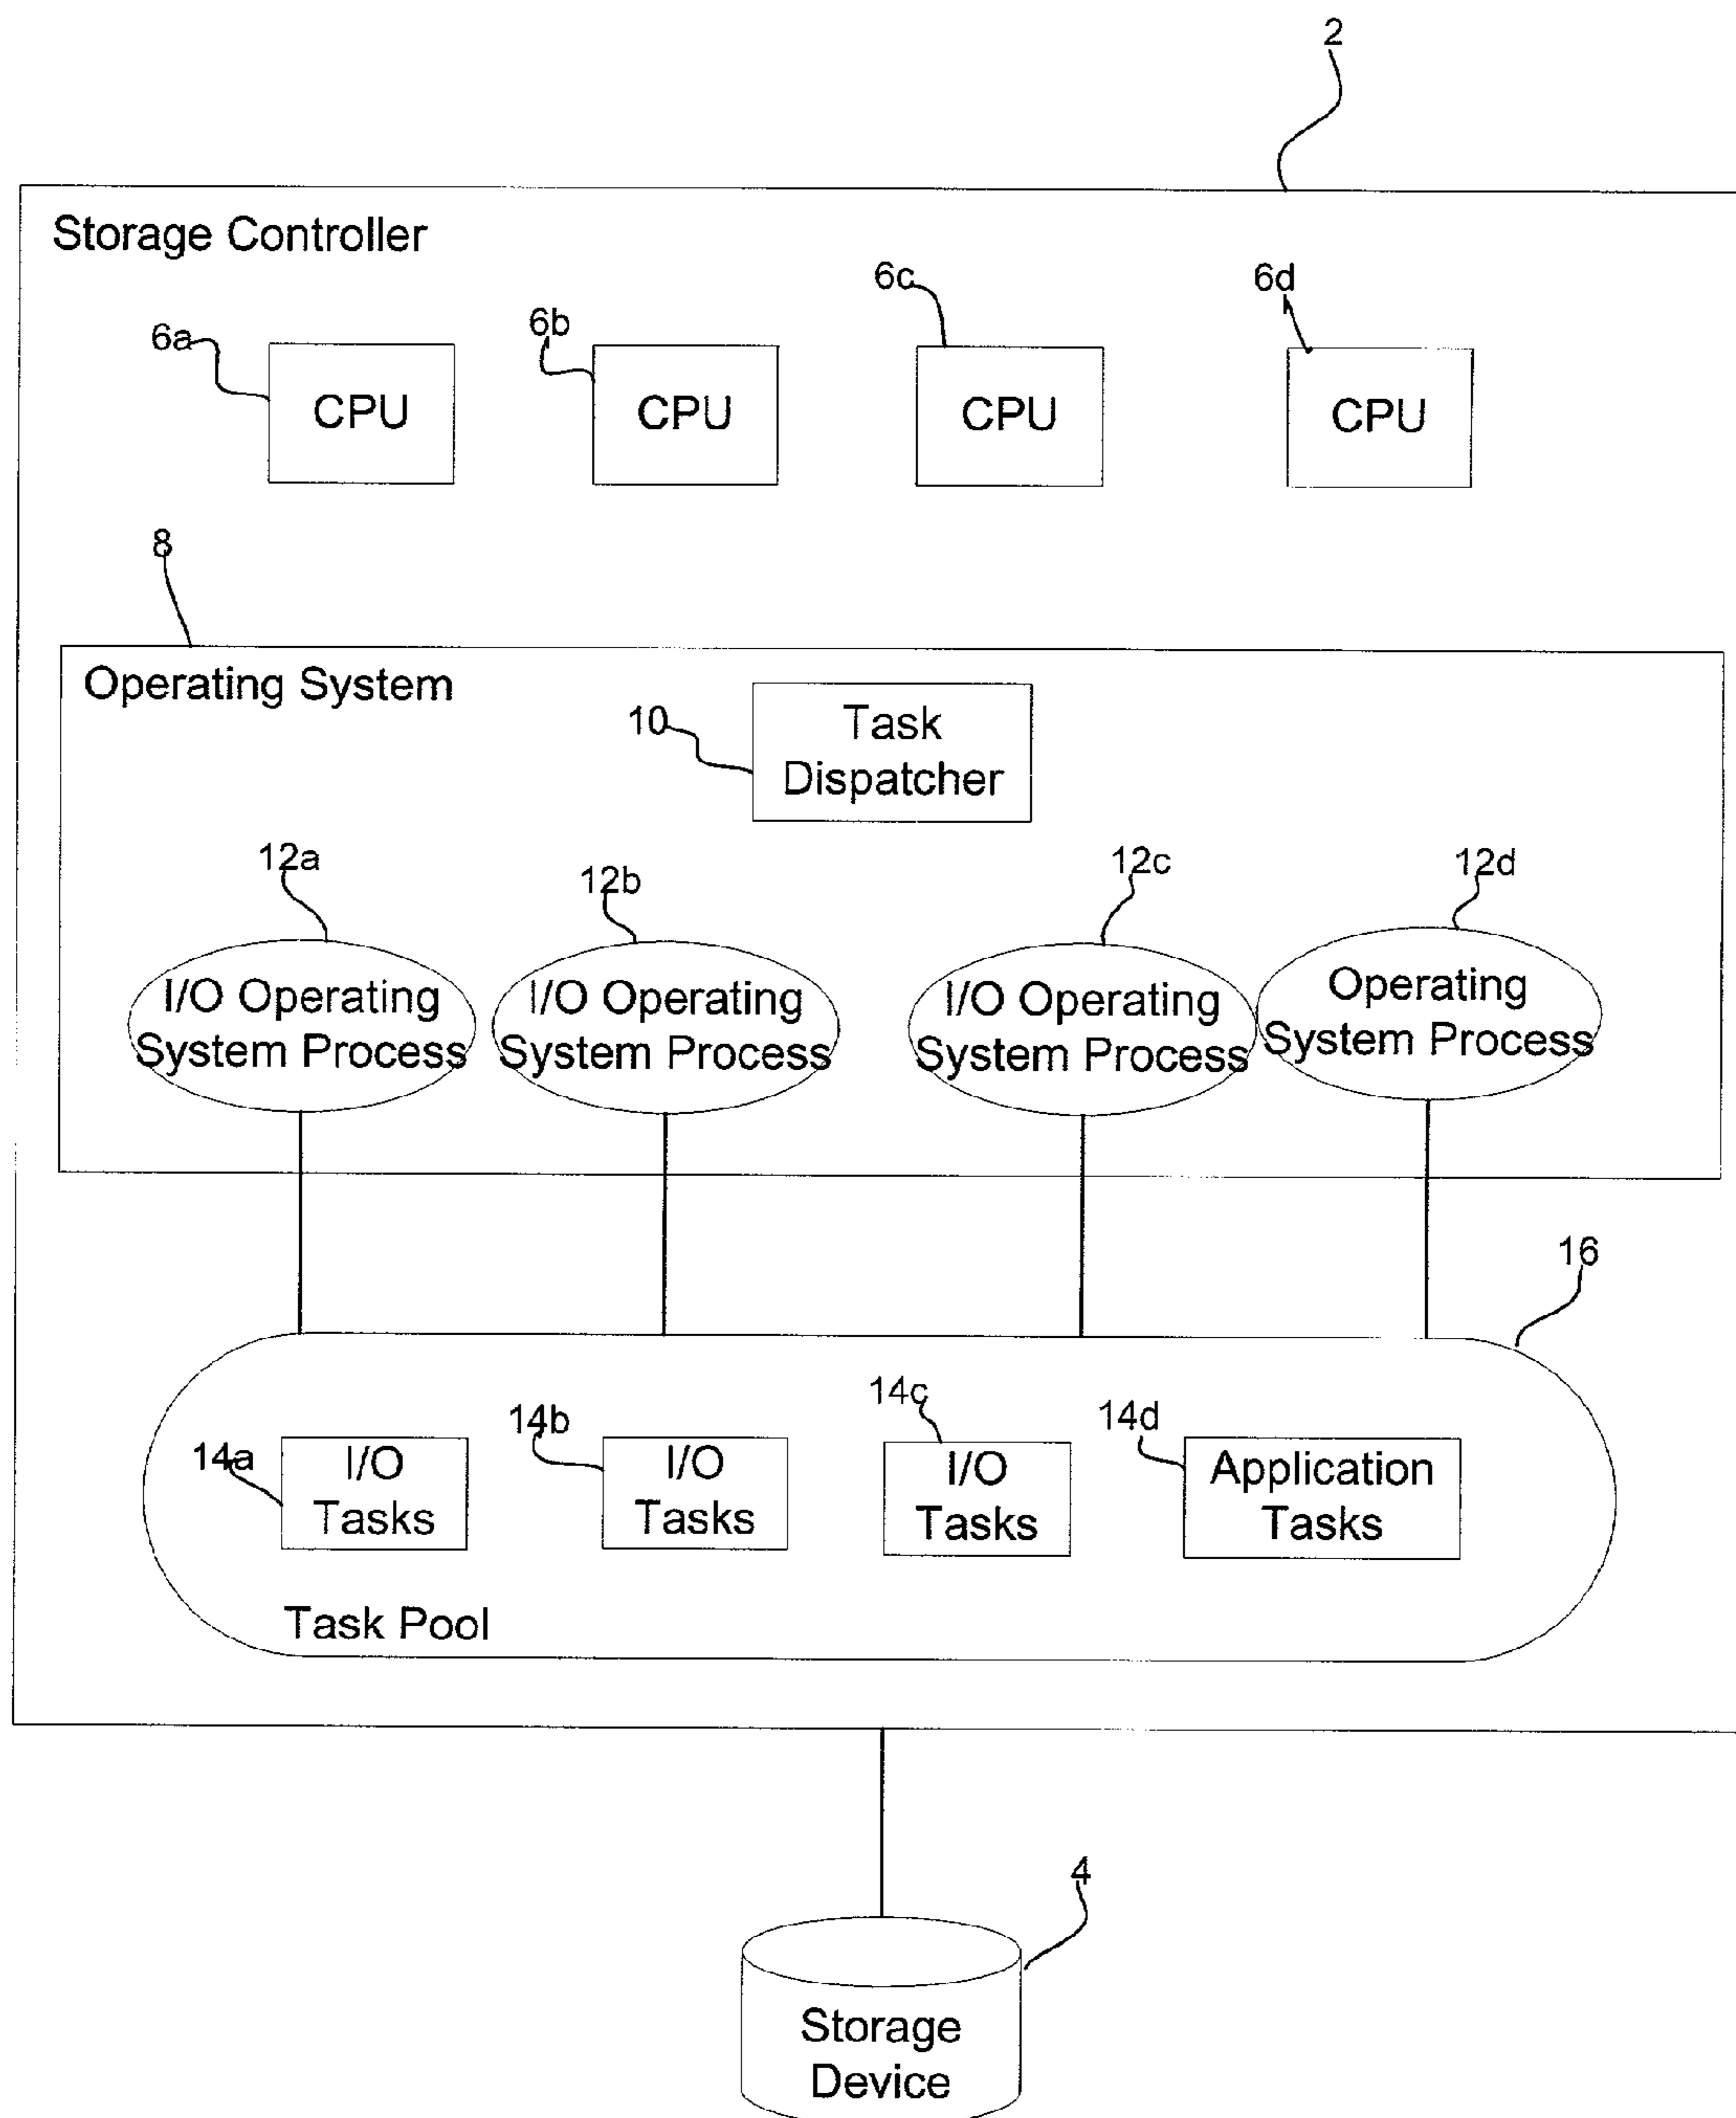 2
Storage Controller
6a
6b
6c
6d
CPU
CPU
CPU
CPU
8
Operating System
10
Task
Dispatcher
12a
12b
12c
12d
I/O Operating
System Process
I/O Operating
System Process
I/O Operating
System Process
Operating
System Process
16
14a
14b
14c
14d
I/O
Tasks
I/O
Tasks
I/O
Tasks
Application
Tasks
Task Pool
4
Storage
Device